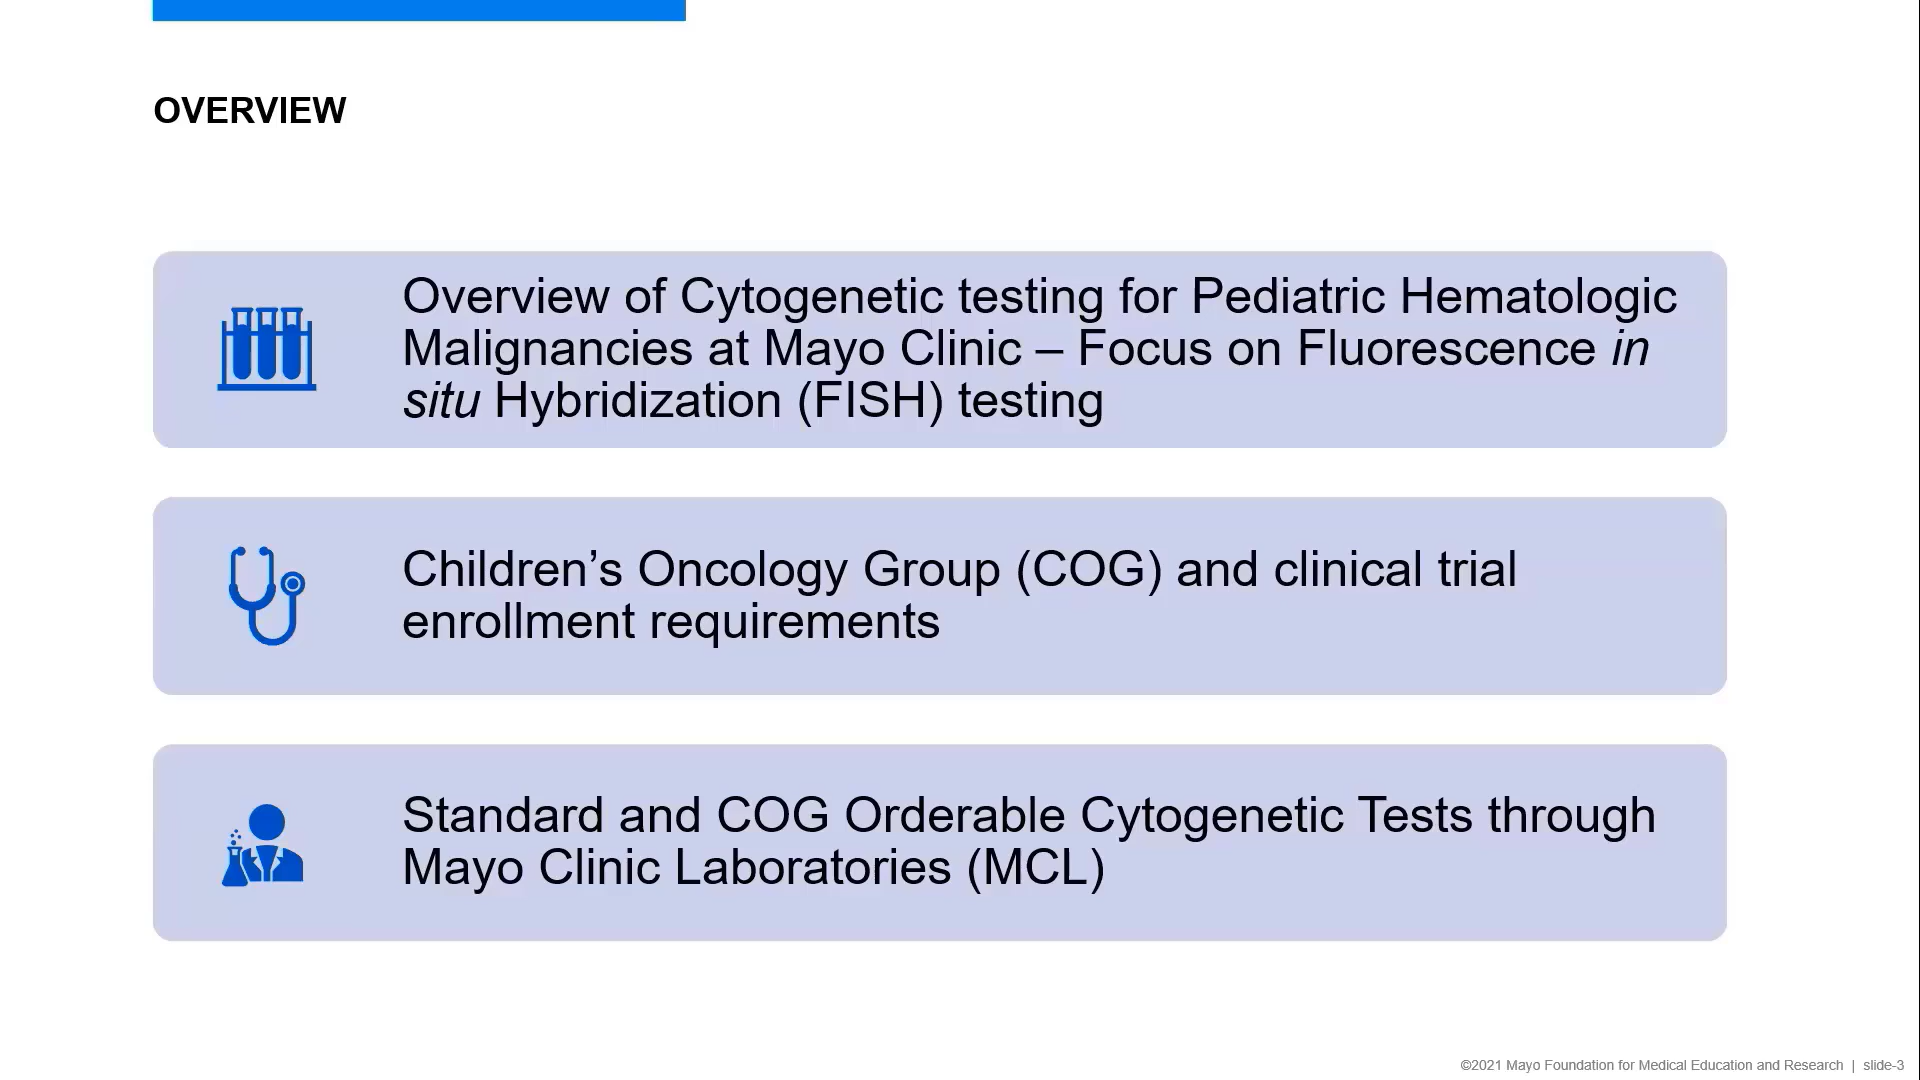 OVERVIEW
Overview of Cytogenetic testing for Pediatric Hematologic
Malignancies at Mayo Clinic – Focus on Fluorescence in
situ Hybridization (FISH) testing
Children’s Oncology Group (COG) and clinical trial
enrollment requirements
Standard and COG Orderable Cytogenetic Tests through
Mayo Clinic Laboratories (MCL)
©2021 Mayo Foundation for Medical Education and Research | slide-3